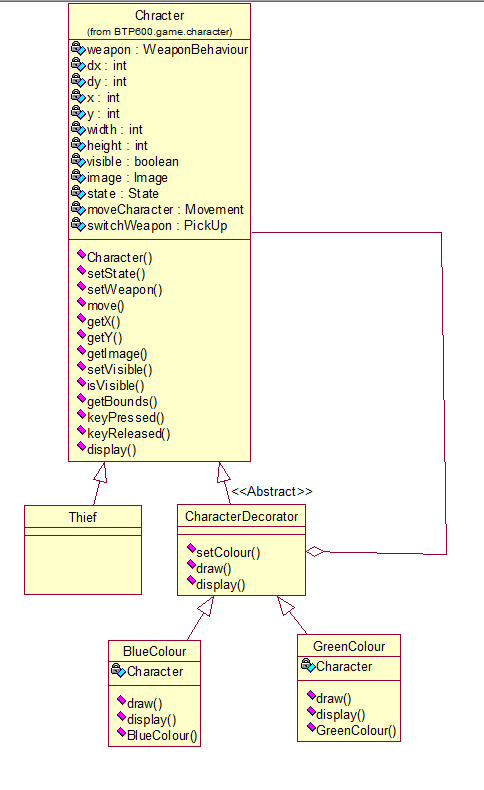 Chracter
(from BTP600.game.character)
weapon : WeaponBehaviour
dx : int
dy : int
x : int
y : int
width : int
height : int
visible : boolean
image : Image
state : State
moveCharacter : Movement
switchWeapon : PickUp
Character()
setState()
setWeapon()
move()
getX()
getY()
getImage()
setVisible()
isVisible()
getBounds()
keyPressed()
keyReleased()
display()
<<Abstract>>
Thief
CharacterDecorator
setColour()
draw()
display()
BlueColour
Character
draw()
display()
BlueColour()
GreenColour
Character
draw()
display()
GreenColour()